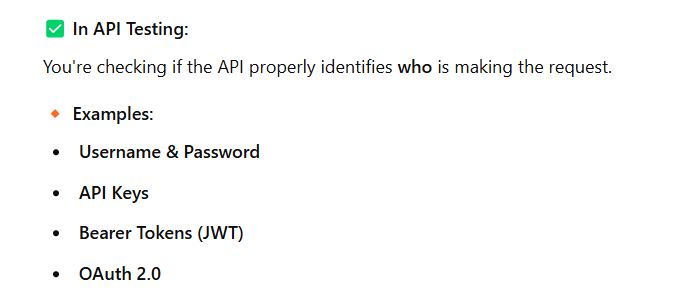 ✅ In API Testing:
You're checking if the API properly identifies who is making the request.
🔸 Examples:
• Username & Password
• API Keys
• Bearer Tokens (JWT)
• OAuth 2.0